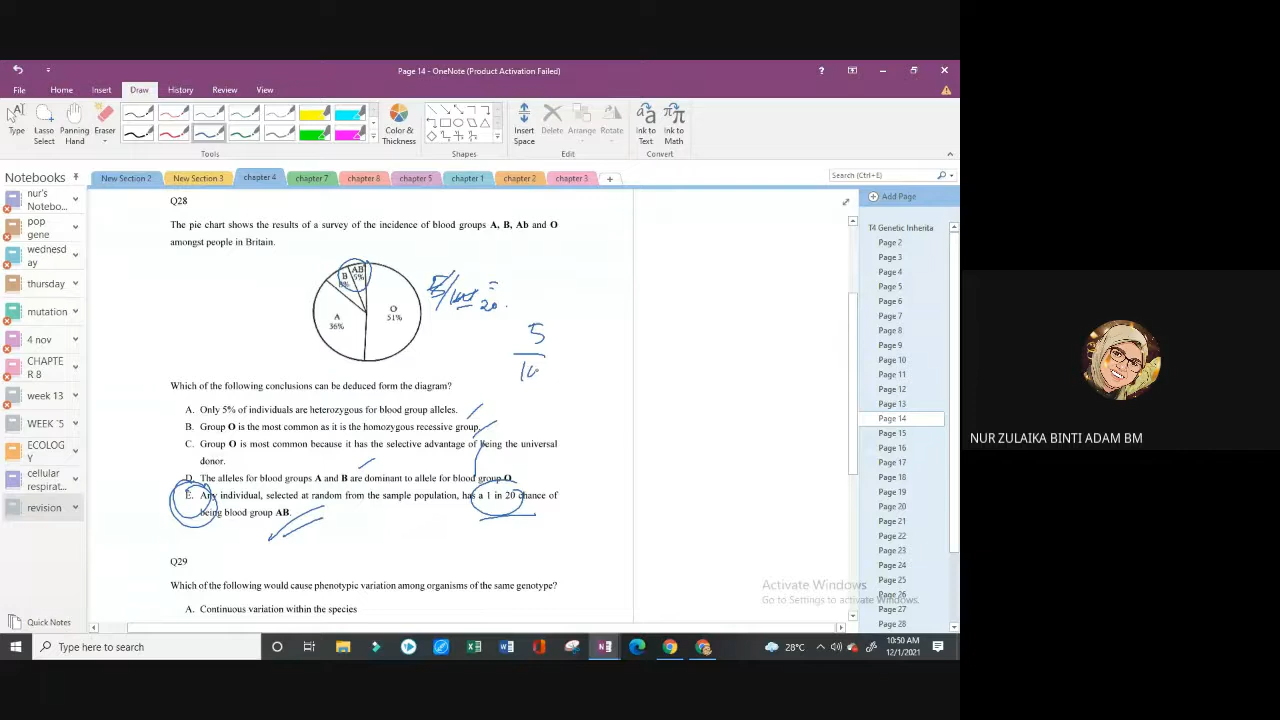 Page 14 - OneNote (Product Activation Failed)
?
File
Home
Insert
Draw
History
Review
View
Type
Lasso
Select
Panning
Hand
Eraser
Color &
Thickness
Insert
Space
Delete
Arrange
Rotate
Ink to
Text
Ink to
Math
Tools
Shapes
Edit
Convert
Notebooks
New Section 2
New Section 3
chapter 4
chapter 7
chapter 8
chapter 5
chapter 1
chapter 2
chapter 3
Search (Ctrl+E)
nur's
Notebo...
pop
gene
wednesd
ay
thursday
mutation
4 nov
CHAPTE
R B
week 13
WEEK `5
ECOLOG
Y
cellular
respirat...
revision
Quick Notes
Q28
The pie chart shows the results of a survey of the incidence of blood groups A, B, Ab and O
amongst people in Britain.
AB
5%
B
8%
O
51%
A
36%
=
20
5
Which of the following conclusions can be deduced form the diagram?
A. Only 5% of individuals are heterozygous for blood group alleles.
B. Group O is the most common as it is the homozygous recessive group.
C. Group O is most common because it has the selective advantage of being the universal
donor.
D. The alleles for blood groups A and B are dominant to allele for blood group O.
E. Any individual, selected at random from the sample population, has a 1 in 20 chance of
being blood group AB.
Q29
Which of the following would cause phenotypic variation among organisms of the same genotype?
A. Continuous variation within the species
Add Page
T4 Genetic Inherita
Page 2
Page 3
Page 4
Page 5
Page 6
Page 7
Page 8
Page 9
Page 10
Page 11
Page 12
Page 13
Page 14
Page 15
Page 16
Page 17
Page 18
Page 19
Page 20
Page 21
Page 22
Page 23
Page 24
Page 25
Page 26
Page 27
Page 28
Activate Windows
Go to Settings to activate Windows.
Type here to search
28°C
10:50 AM
12/1/2021
NUR ZULAIKA BINTI ADAM BM